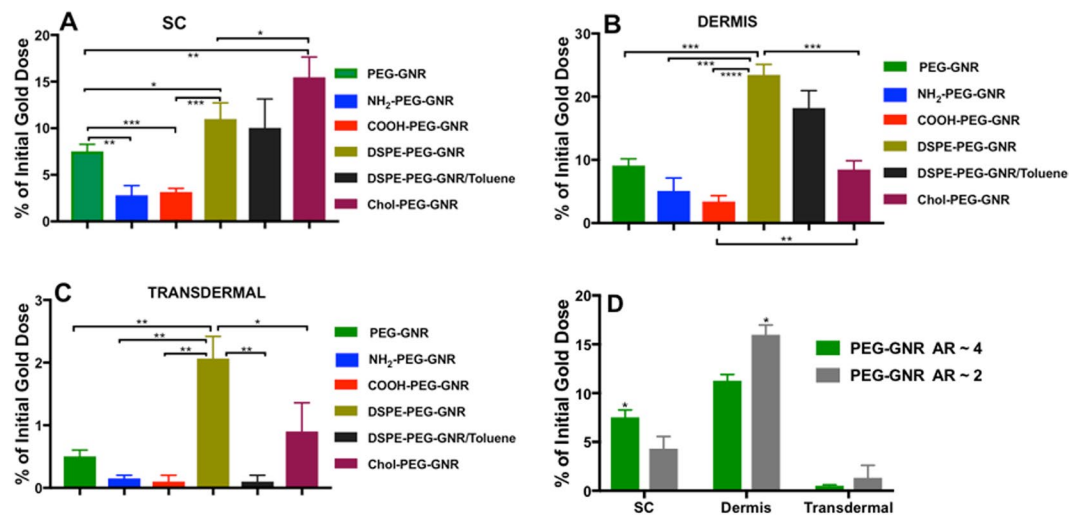 A
SC
% of Initial Gold Dose
20
15
10
5
0
**
*
*
***
***
**
PEG-GNR
NH₂-PEG-GNR
COOH-PEG-GNR
DSPE-PEG-GNR
DSPE-PEG-GNR/Toluene
Chol-PEG-GNR
B
DERMIS
% of Initial Gold Dose
30
20
10
0
***
***
***
****
**
PEG-GNR
NH₂-PEG-GNR
COOH-PEG-GNR
DSPE-PEG-GNR
DSPE-PEG-GNR/Toluene
Chol-PEG-GNR
C
TRANSDERMAL
% of Initial Gold Dose
3
2
1
0
**
*
**
**
**
PEG-GNR
NH₂-PEG-GNR
COOH-PEG-GNR
DSPE-PEG-GNR
DSPE-PEG-GNR/Toluene
Chol-PEG-GNR
D
% of Initial Gold Dose
20
15
10
5
0
*
*
PEG-GNR AR ~ 4
PEG-GNR AR ~ 2
SC
Dermis
Transdermal